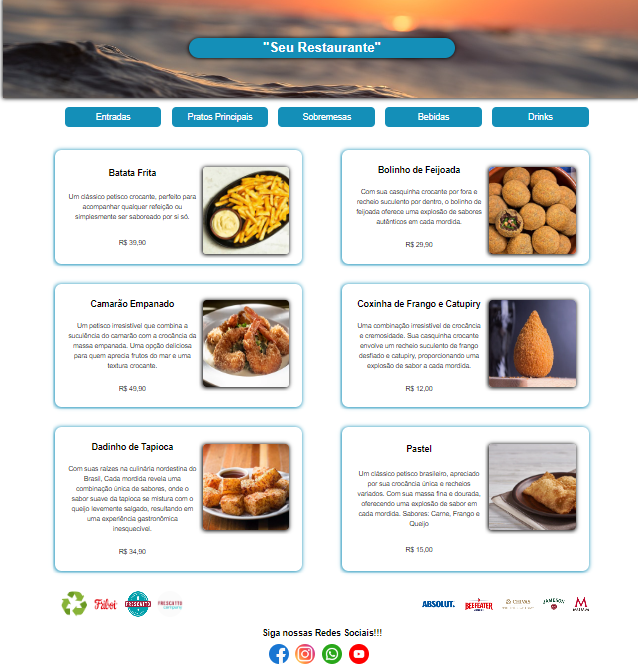 "Seu Restaurante"
Entradas Pratos Principais Sobremesas Bebidas Drinks
Batata Frita
Um clássico petisco crocante, perfeito para
acompanhar qualquer refeição ou
simplesmente ser saboreado por si só.
R$ 39,90
Bolinho de Feijoada
Com sua casquinha crocante por fora e
recheio suculento por dentro, o bolinho de
feijoada oferece uma explosão de sabores
autênticos em cada mordida.
R$ 29,90
Camarão Empanado
Um petisco irresistível que combina a
suculência do camarão com a crocância da
massa empanada. Uma opção deliciosa
para quem aprecia frutos do mar e uma
textura crocante.
R$ 49,90
Coxinha de Frango e Catupiry
Uma combinação irresistível de crocância
e cremosidade. Sua casquinha crocante
envolve um recheio suculento de frango
desfiado e catupiry, proporcionando uma
explosão de sabor a cada mordida.
R$ 12,00
Dadinho de Tapioca
Com suas raízes na culinária nordestina do
Brasil, Cada mordida revela uma
combinação única de sabores, onde o
sabor suave da tapioca se mistura com o
queijo levemente salgado, resultando em
uma experiência gastronômica
inesquecível.
R$ 34,90
Pastel
Um clássico petisco brasileiro, apreciado
por sua crocância única e recheios
variados. Com sua massa fina e dourada,
oferecendo uma explosão de sabor em
cada mordida. Sabores: Carne, Frango e
Queijo
R$ 15,00
FRESCATTO ABSOLUT. BEEFEATER CHIVAS JAMESON
Siga nossas Redes Sociais!!!